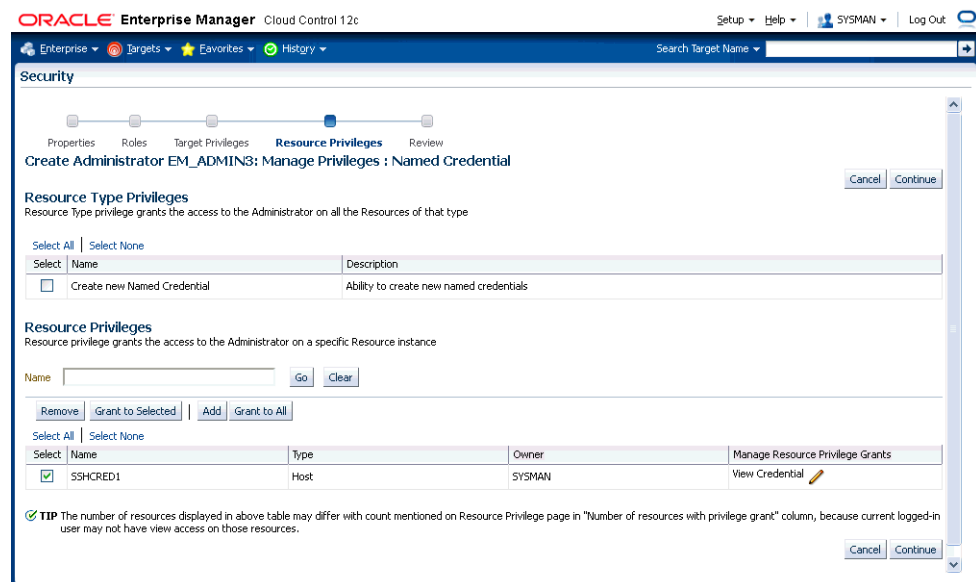 ORACLE Enterprise Manager Cloud Control 12c
Setup Help SYSMAN Log Out
Enterprise Targets Favorites History Search Target Name
Security
Properties Roles Target Privileges Resource Privileges Review
Create Administrator EM_ADMIN3: Manage Privileges : Named Credential
Cancel Continue
Resource Type Privileges
Resource Type privilege grants the access to the Administrator on all the Resources of that type
Select All | Select None
Select Name Description
Create new Named Credential Ability to create new named credentials
Resource Privileges
Resource privilege grants the access to the Administrator on a specific Resource instance
Name Go Clear
Remove Grant to Selected | Add Grant to All
Select All | Select None
Select Name Type Owner Manage Resource Privilege Grants
SSHCRED1 Host SYSMAN View Credential
TIP The number of resources displayed in above table may differ with count mentioned on Resource Privilege page in "Number of resources with privilege grant" column, because current logged-in
user may not have view access on those resources.
Cancel Continue